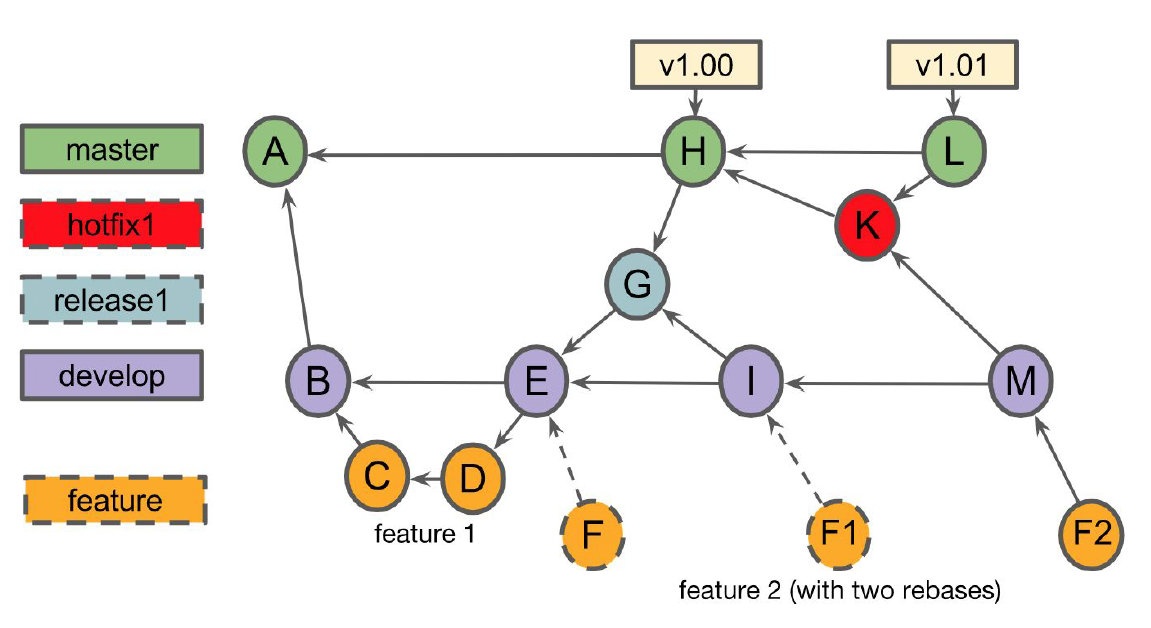 v1.00
v1.01
master
A
H
L
hotfix1
K
release1
G
develop
B
E
I
M
feature
C
D
feature 1
F
F1
F2
feature 2 (with two rebases)